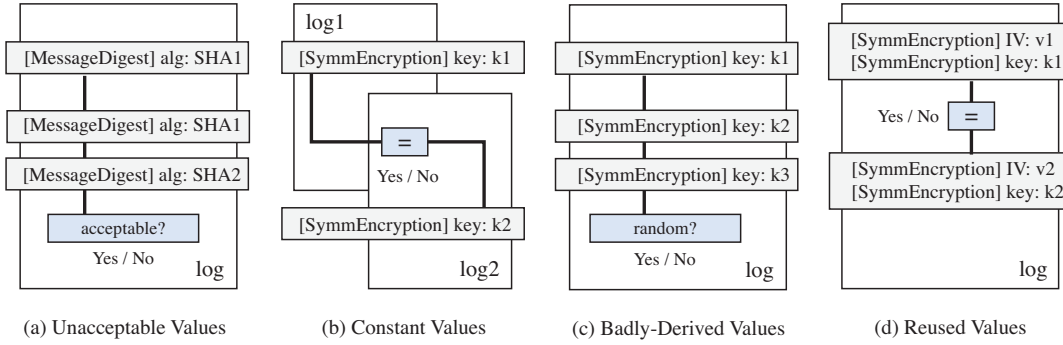 [MessageDigest] alg: SHA1
[MessageDigest] alg: SHA1
[MessageDigest] alg: SHA2
acceptable?
Yes / No
log
(a) Unacceptable Values
log1
[SymmEncryption] key: k1
=
Yes / No
[SymmEncryption] key: k2
log2
(b) Constant Values
[SymmEncryption] key: k1
[SymmEncryption] key: k2
[SymmEncryption] key: k3
random?
Yes / No
log
(c) Badly-Derived Values
[SymmEncryption] IV: v1
[SymmEncryption] key: k1
Yes / No =
[SymmEncryption] IV: v2
[SymmEncryption] key: k2
log
(d) Reused Values